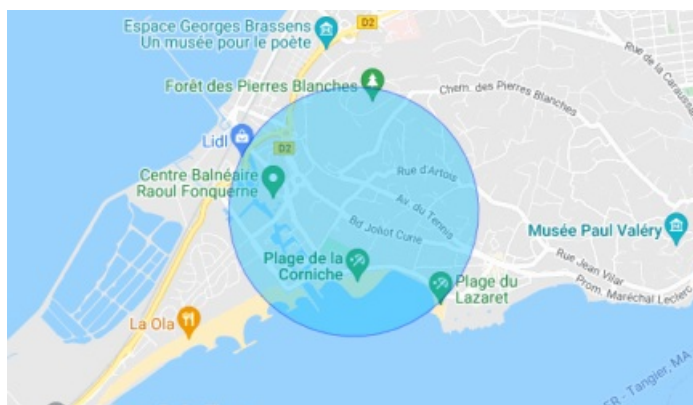 Espace Georges Brassens
Un musée pour le poète
D2
Forêt des Pierres Blanches
Chem. des Pierres Blanches
Rue de la Caraussa
Lidl
D2
Centre Balnéaire
Raoul Fonquerne
Rue d'Artois
Av. du Tennis
Bd Joliot Curie
Musée Paul Valéry
Plage de la
Corniche
Rue Jean Vilar
Prom. Maréchal Leclerc
Plage du
Lazaret
La Ola
ER - Tangier, MA